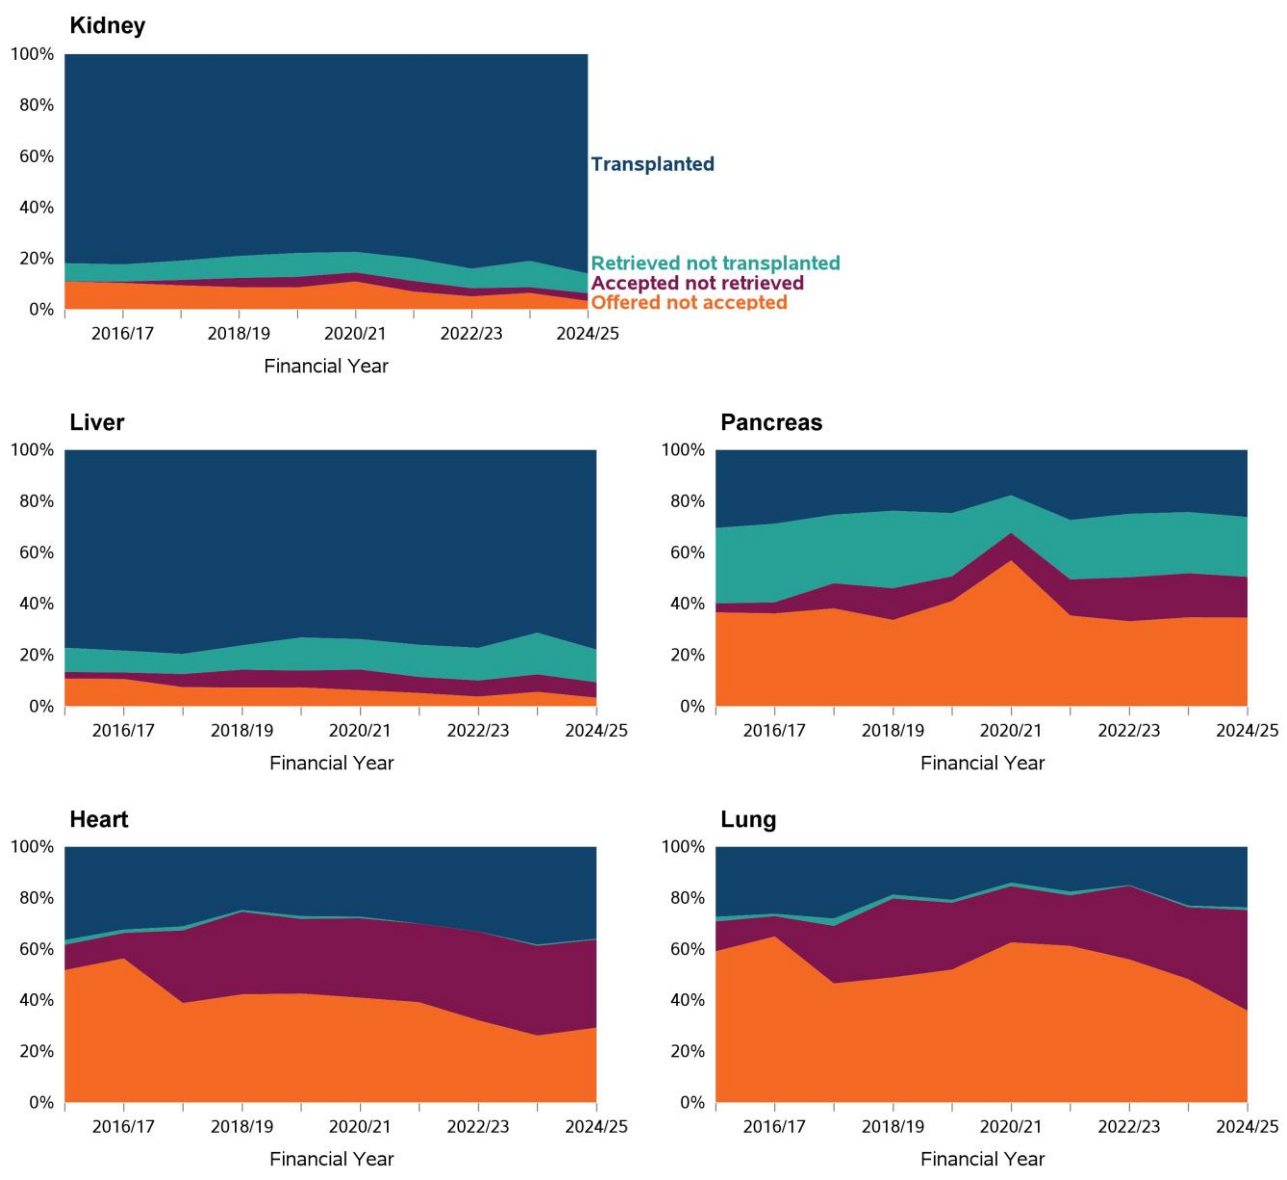 Kidney
100%
80%
60%
40%
20%
0%
Transplanted
Retrieved not transplanted
Accepted not retrieved
Offered not accepted
2016/17 2018/19 2020/21 2022/23 2024/25
Financial Year
Liver
100%
80%
60%
40%
20%
0%
2016/17 2018/19 2020/21 2022/23 2024/25
Financial Year
Pancreas
100%
80%
60%
40%
20%
0%
2016/17 2018/19 2020/21 2022/23 2024/25
Financial Year
Heart
100%
80%
60%
40%
20%
0%
2016/17 2018/19 2020/21 2022/23 2024/25
Financial Year
Lung
100%
80%
60%
40%
20%
0%
2016/17 2018/19 2020/21 2022/23 2024/25
Financial Year